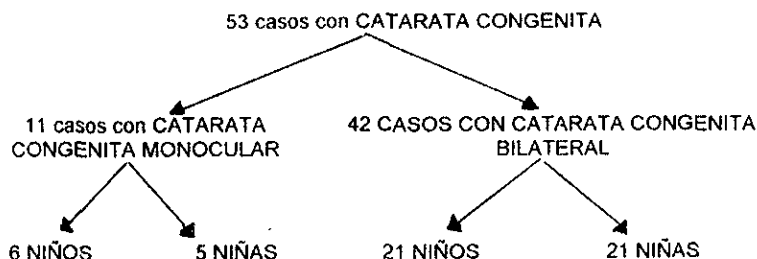 53 casos con CATARATA CONGENITA
11 casos con CATARATA
CONGENITA MONOCULAR
42 CASOS CON CATARATA CONGENITA
BILATERAL
6 NIÑOS
5 NIÑAS
21 NIÑOS
21 NIÑAS